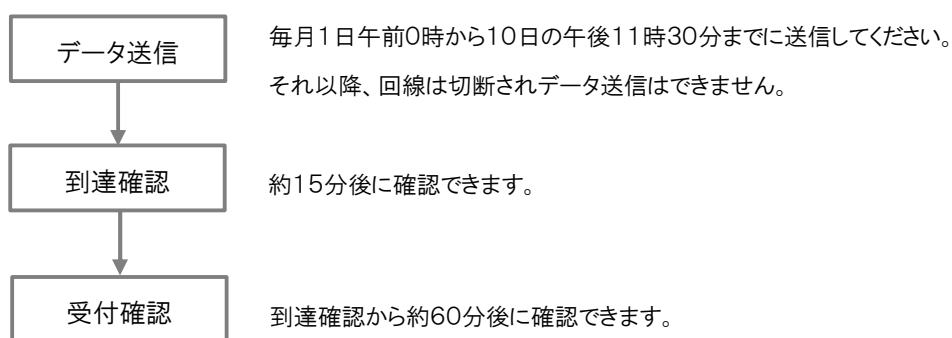 データ送信
毎月1日午前0時から10日の午後11時30分までに送信してください。
それ以降、回線は切断されデータ送信はできません。
到達確認
約15分後に確認できます。
受付確認
到達確認から約60分後に確認できます。